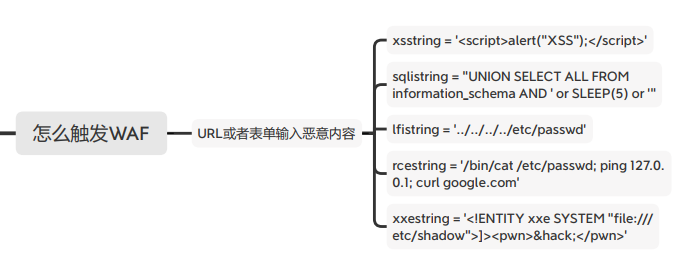 怎么触发WAF
URL或者表单输入恶意内容
xsstring = '<script>alert("XSS");</script>'
sqlistring = "UNION SELECT ALL FROM
information_schema AND ' or SLEEP(5) or '"
lfistring = '../../../../etc/passwd'
rcestring = '/bin/cat /etc/passwd; ping 127.0.
0.1; curl google.com'
xxestring = '<!ENTITY xxe SYSTEM "file:///
etc/shadow">]><pwn>&hack;</pwn>'